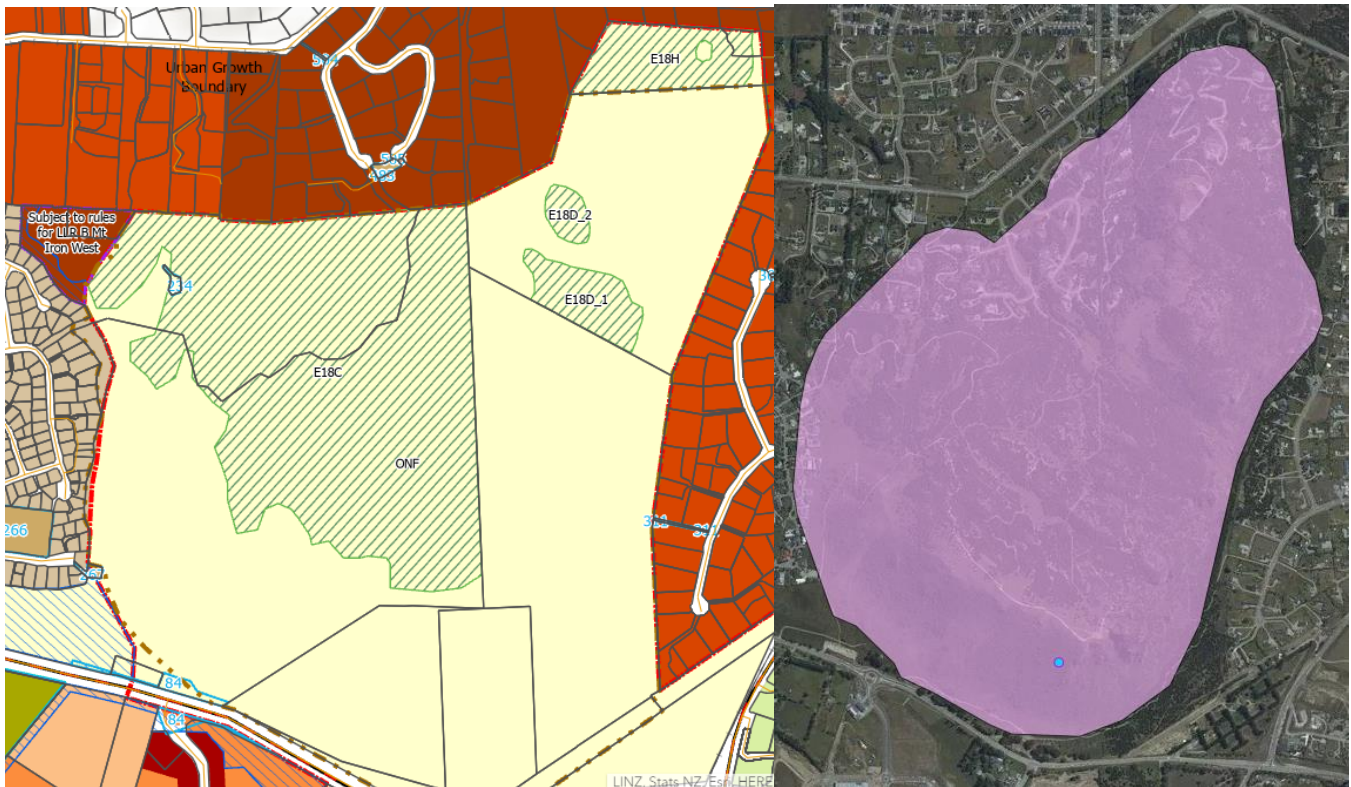 E18H
564
Urban Growth
Boundary
Subject to rules
for LLR B Mt
Iron West
E18D_2
E18D_1
E18C
ONF
266
84
84
LINZ, Stats NZ, Esri, HERE